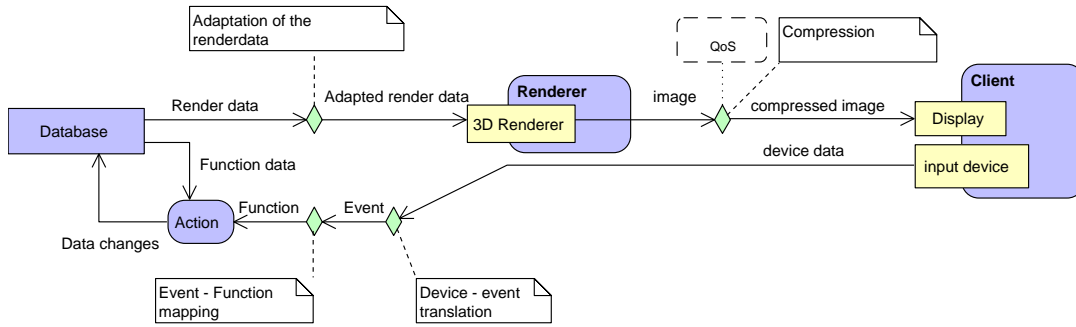 Adaptation of the
renderdata
QoS
Compression
Render data
Adapted render data
Renderer
3D Renderer
image
compressed image
Client
Display
input device
Database
Function data
device data
Action
Function
Event
Data changes
Event - Function
mapping
Device - event
translation